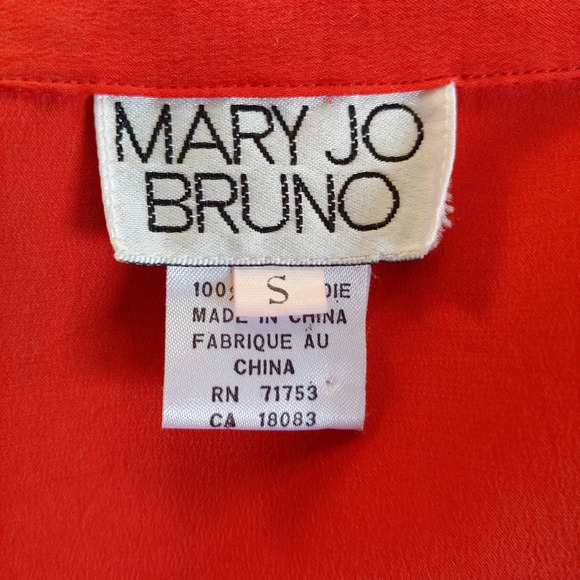 MARY JO
BRUNO
S
100%
MADE IN CHINA
FABRIQUE AU
CHINA
RN 71753
CA 18083